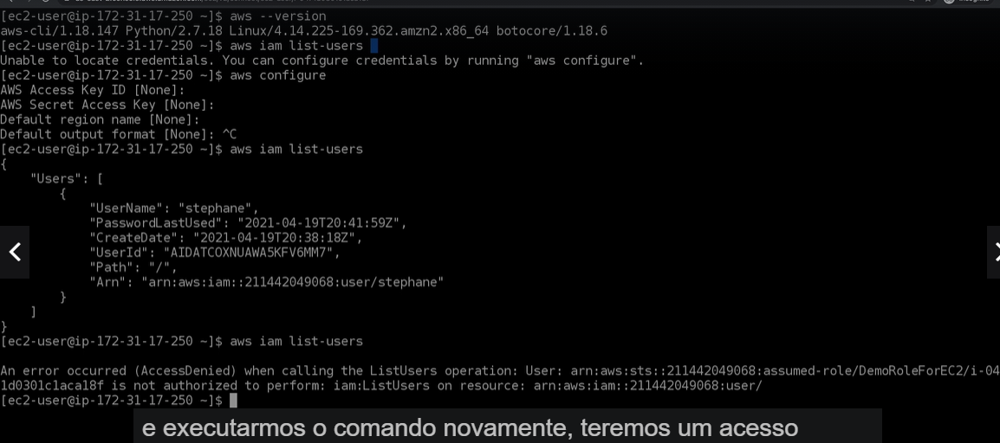 [ec2-user@ip-172-31-17-250 ~]$ aws --version
aws-cli/1.18.147 Python/2.7.18 Linux/4.14.225-169.362.amzn2.x86_64 botocore/1.18.6
[ec2-user@ip-172-31-17-250 ~]$ aws iam list-users
Unable to locate credentials. You can configure credentials by running "aws configure".
[ec2-user@ip-172-31-17-250 ~]$ aws configure
AWS Access Key ID [None]:
AWS Secret Access Key [None]:
Default region name [None]:
Default output format [None]: ^C
[ec2-user@ip-172-31-17-250 ~]$ aws iam list-users
{
    "Users": [
        {
            "UserName": "stephane",
            "PasswordLastUsed": "2021-04-19T20:41:59Z",
            "CreateDate": "2021-04-19T20:38:18Z",
            "UserId": "AIDATCOXNUAWA5KFV6MM7",
            "Path": "/",
            "Arn": "arn:aws:iam::211442049068:user/stephane"
        }
    ]
}
[ec2-user@ip-172-31-17-250 ~]$ aws iam list-users
An error occurred (AccessDenied) when calling the ListUsers operation: User: arn:aws:sts::211442049068:assumed-role/DemoRoleForEC2/i-04
1d0301c1aca18f is not authorized to perform: iam:ListUsers on resource: arn:aws:iam::211442049068:user/
[ec2-user@ip-172-31-17-250 ~]$
e executarmos o comando novamente, teremos um acesso